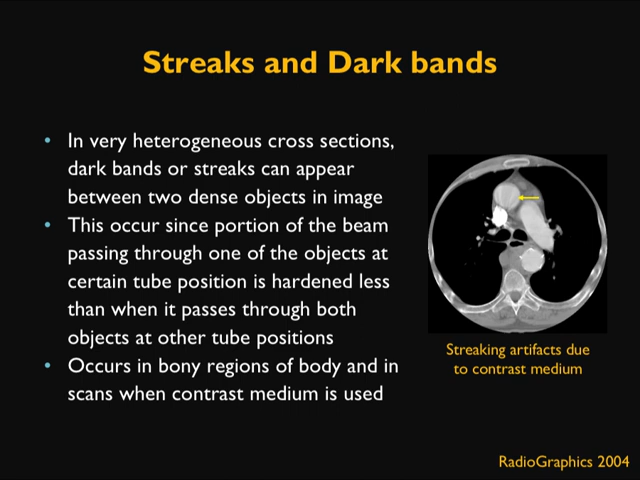 Streaks and Dark bands
• In very heterogeneous cross sections,
dark bands or streaks can appear
between two dense objects in image
• This occur since portion of the beam
passing through one of the objects at
certain tube position is hardened less
than when it passes through both
objects at other tube positions
• Occurs in bony regions of body and in
scans when contrast medium is used
Streaking artifacts due
to contrast medium
RadioGraphics 2004